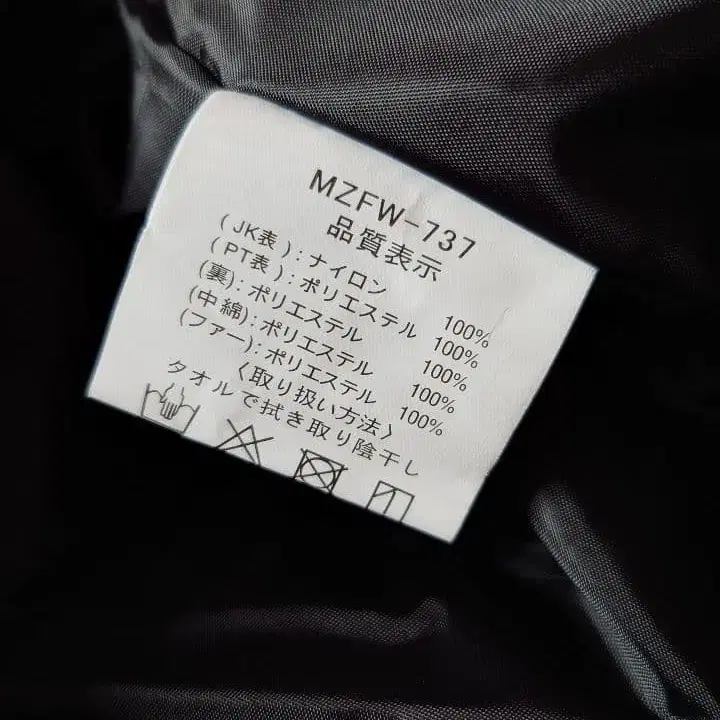 MZFW-737
品質表示
(JK表):ナイロン 100%
(PT表):ポリエステル 100%
(裏):ポリエステル 100%
(中綿):ポリエステル 100%
(ファー):ポリエステル 100%
〈取り扱い方法〉
タオルで拭き取り陰干し